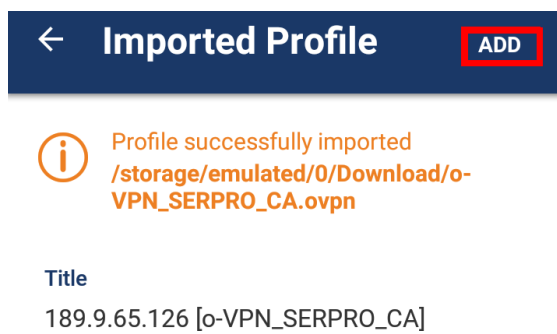 Imported Profile ADD
Profile successfully imported
/storage/emulated/0/Download/o-
VPN_SERPRO_CA.ovpn
Title
189.9.65.126 [o-VPN_SERPRO_CA]